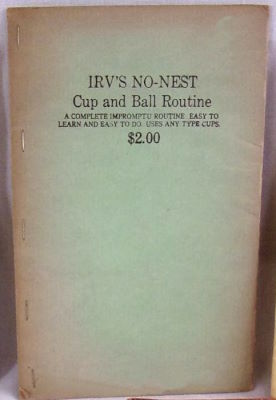 IRV'S NO-NEST
Cup and Ball Routine
A COMPLETE IMPROMPTU ROUTINE EASY TO
LEARN AND EASY TO DO. USES ANY TYPE CUPS.
$2.00